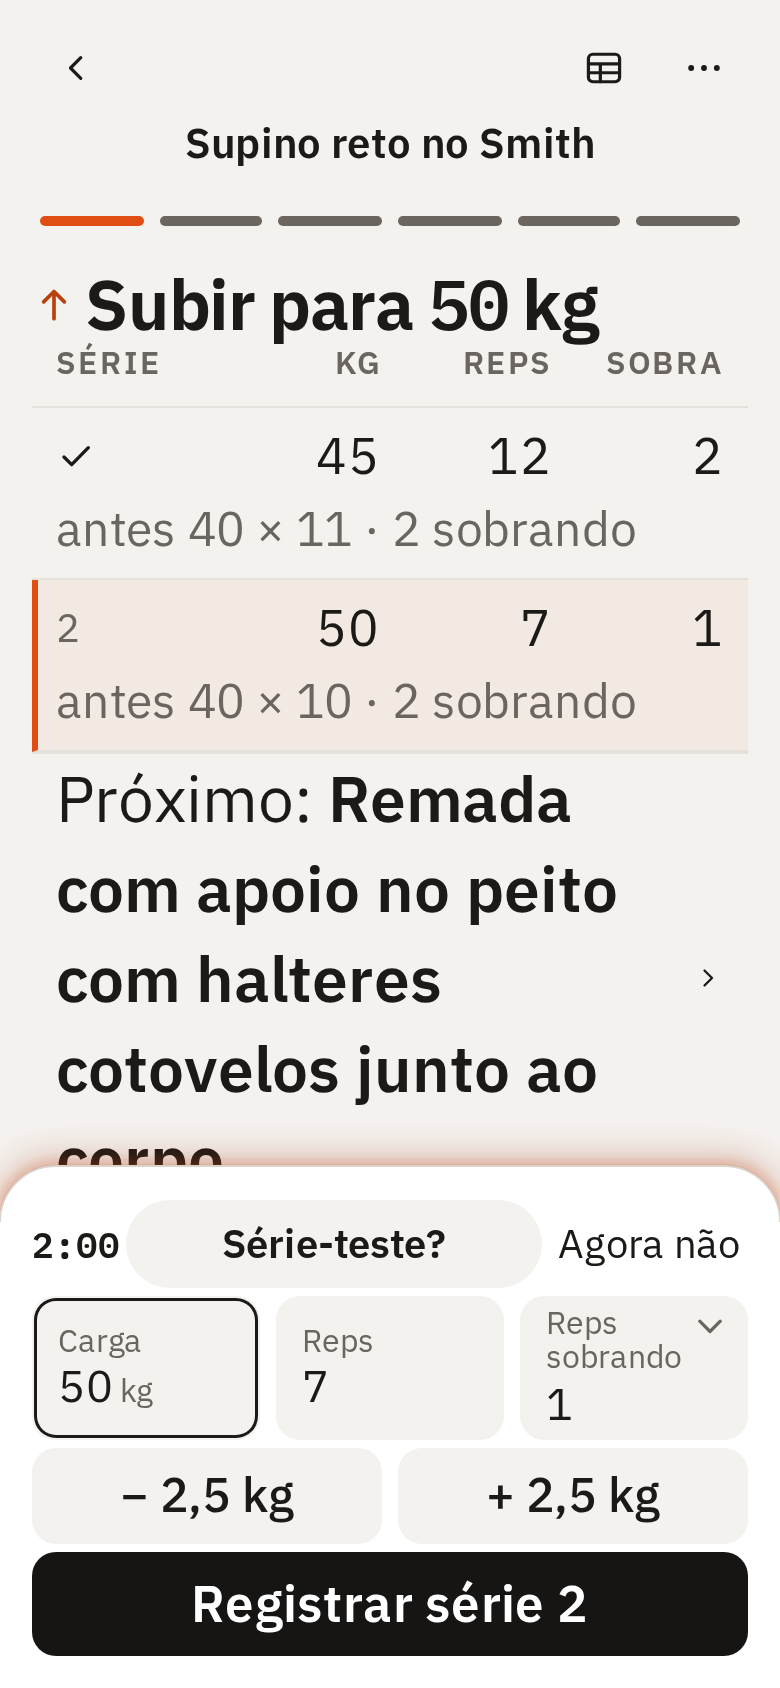 Supino reto no Smith
↑ Subir para 50 kg
SÉRIE KG REPS SOBRA
✓ 45 12 2
antes 40 × 11 · 2 sobrando
2 50 7 1
antes 40 × 10 · 2 sobrando
Próximo: Remada
com apoio no peito
com halteres
cotovelos junto ao
corpo
2:00 Série-teste? Agora não
Carga
50 kg
Reps
7
Reps
sobrando
1
− 2,5 kg + 2,5 kg
Registrar série 2